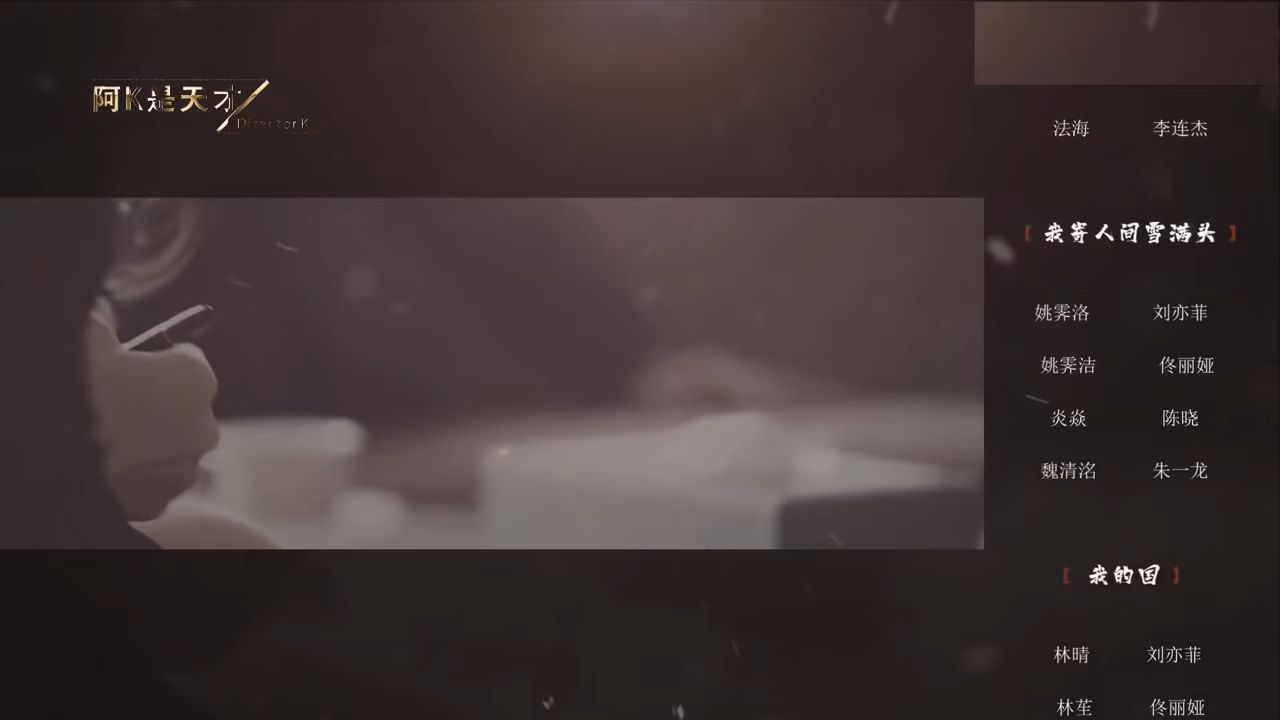 阿K是天才
Director K
法海 李连杰
【 我寄人间雪满头 】
姚霁洛 刘亦菲
姚霁洁 佟丽娅
炎焱 陈晓
魏清洺 朱一龙
【 我的国 】
林晴 刘亦菲
林苼 佟丽娅